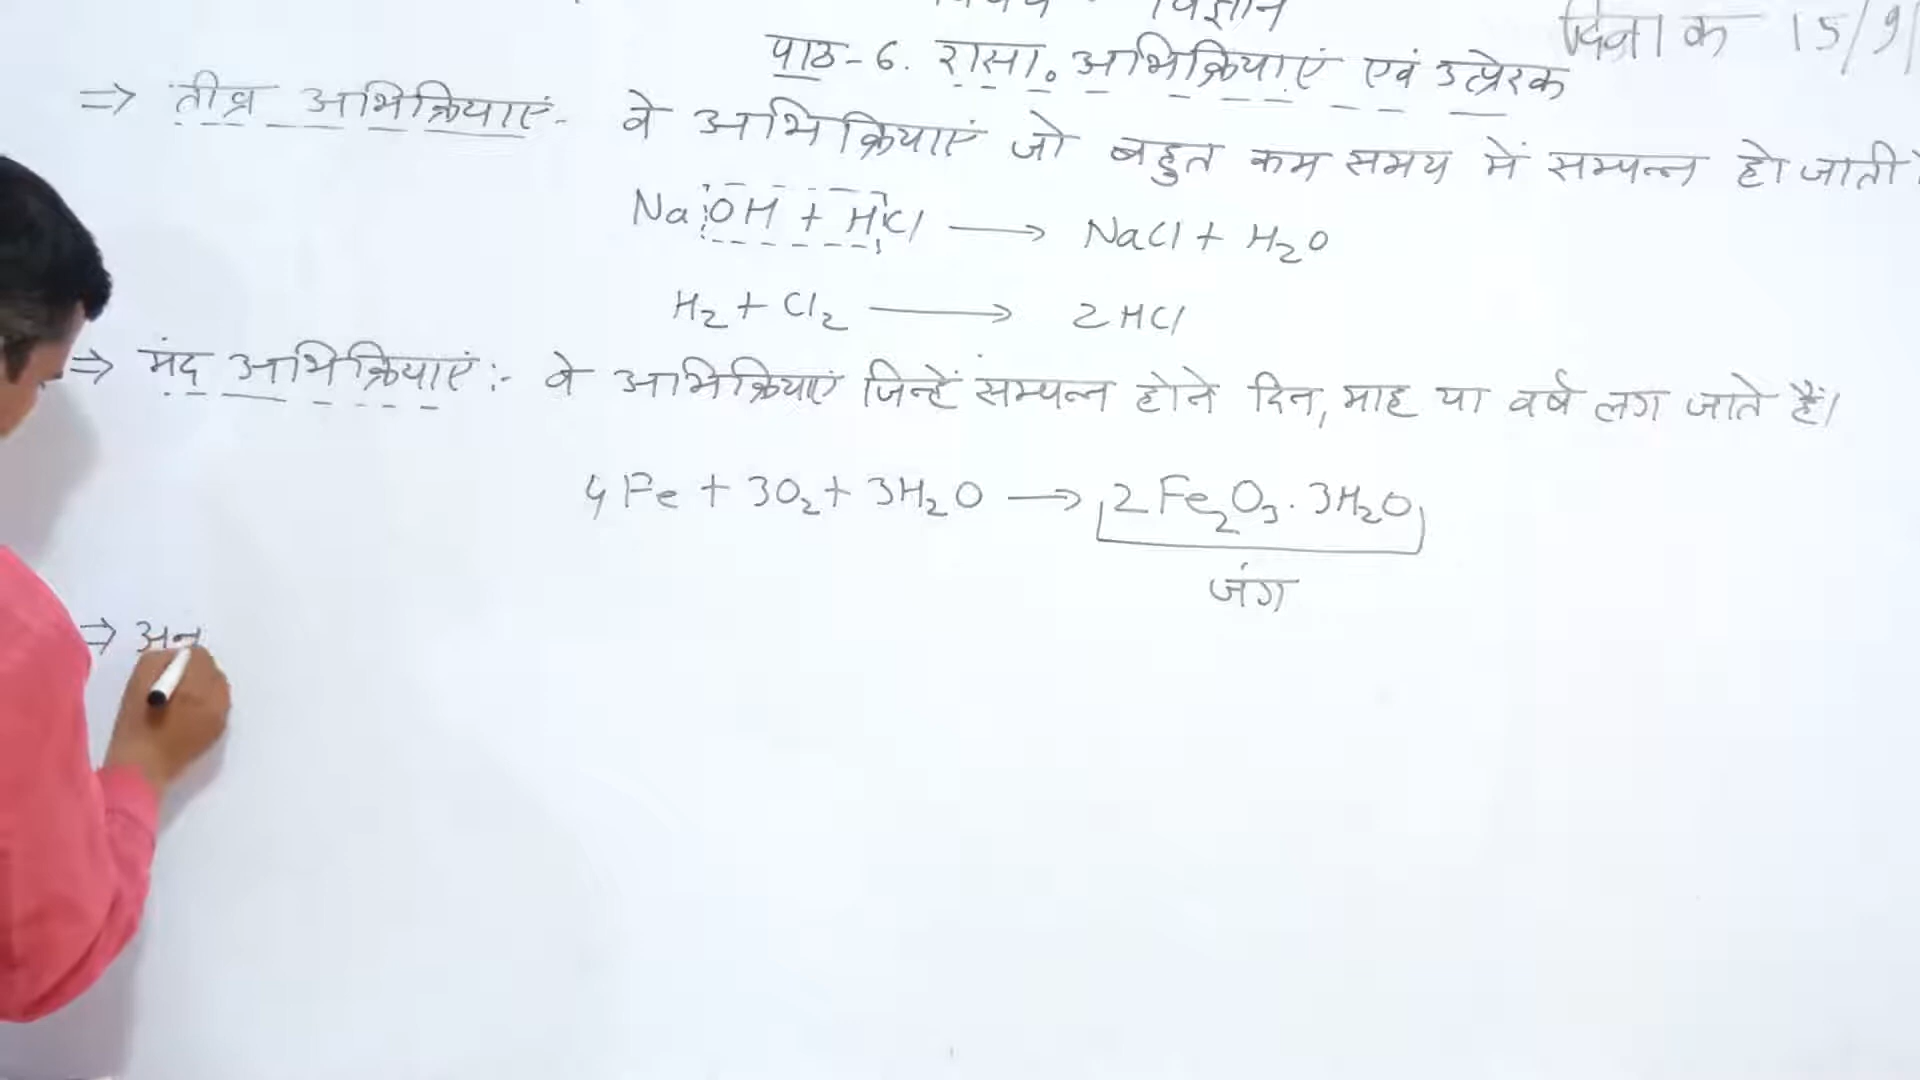 विज्ञान
दिनांक 15/9/
पाठ-6. रासा. अभिक्रियाएं एवं उत्प्रेरक
⇒ तीव्र अभिक्रियाएं- वे अभिक्रियाएं जो बहुत कम समय में सम्पन्न हो जाती
NaOH + HCl ⟶ NaCl + H₂O
H₂ + Cl₂ ⟶ 2HCl
⇒ मंद अभिक्रियाएं:- वे अभिक्रियाएं जिन्हें सम्पन्न होने दिन, माह या वर्ष लग जाते हैं।
4Fe + 3O₂ + 3H₂O ⟶ 2Fe₂O₃.3H₂O
जंग
⇒ अन